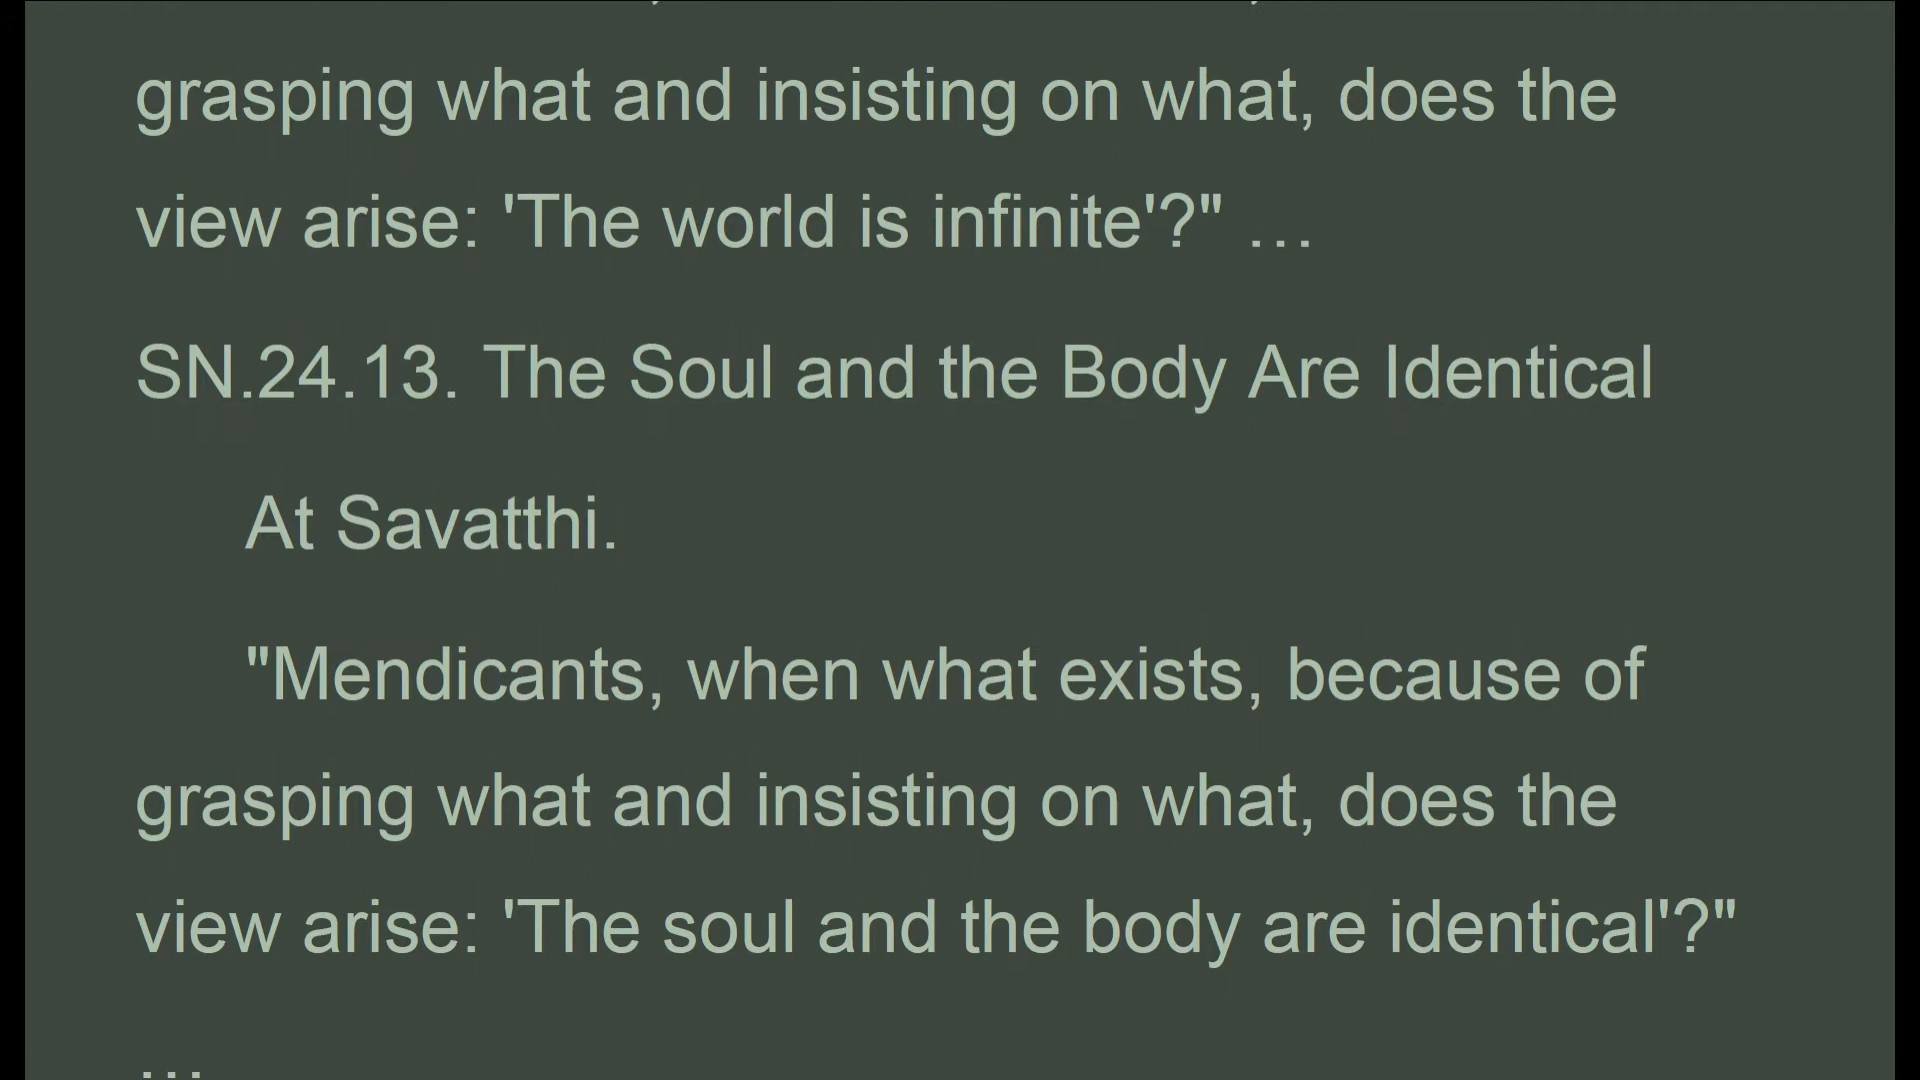 grasping what and insisting on what, does the
view arise: 'The world is infinite'?" …
SN.24.13. The Soul and the Body Are Identical
At Savatthi.
"Mendicants, when what exists, because of
grasping what and insisting on what, does the
view arise: 'The soul and the body are identical'?"
…